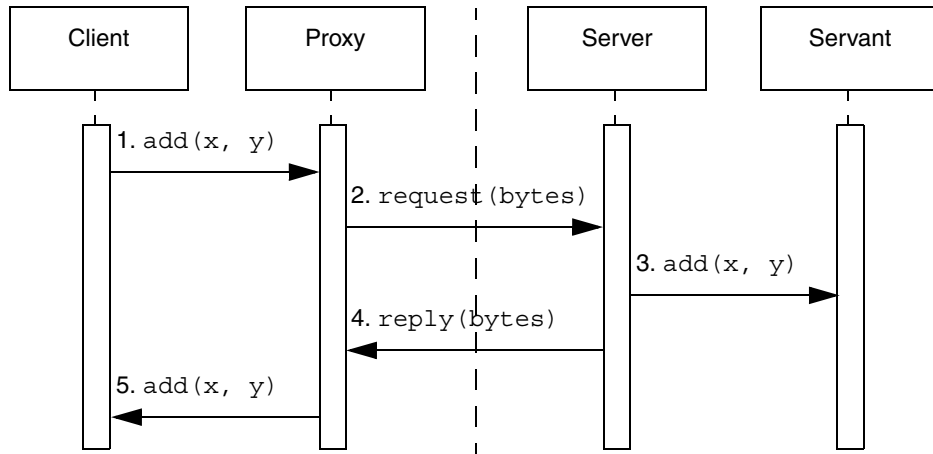 Client
Proxy
Server
Servant
1. add(x, y)
2. request(bytes)
3. add(x, y)
4. reply(bytes)
5. add(x, y)